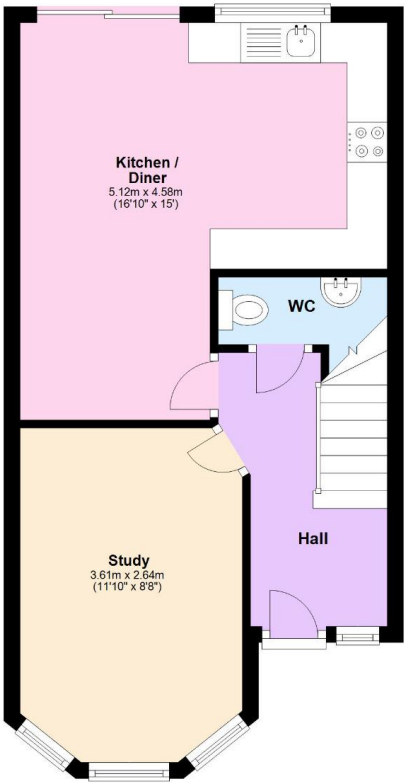 Kitchen /
Diner
5.12m x 4.58m
(16'10" x 15')
WC
Hall
Study
3.61m x 2.64m
(11'10" x 8'8")